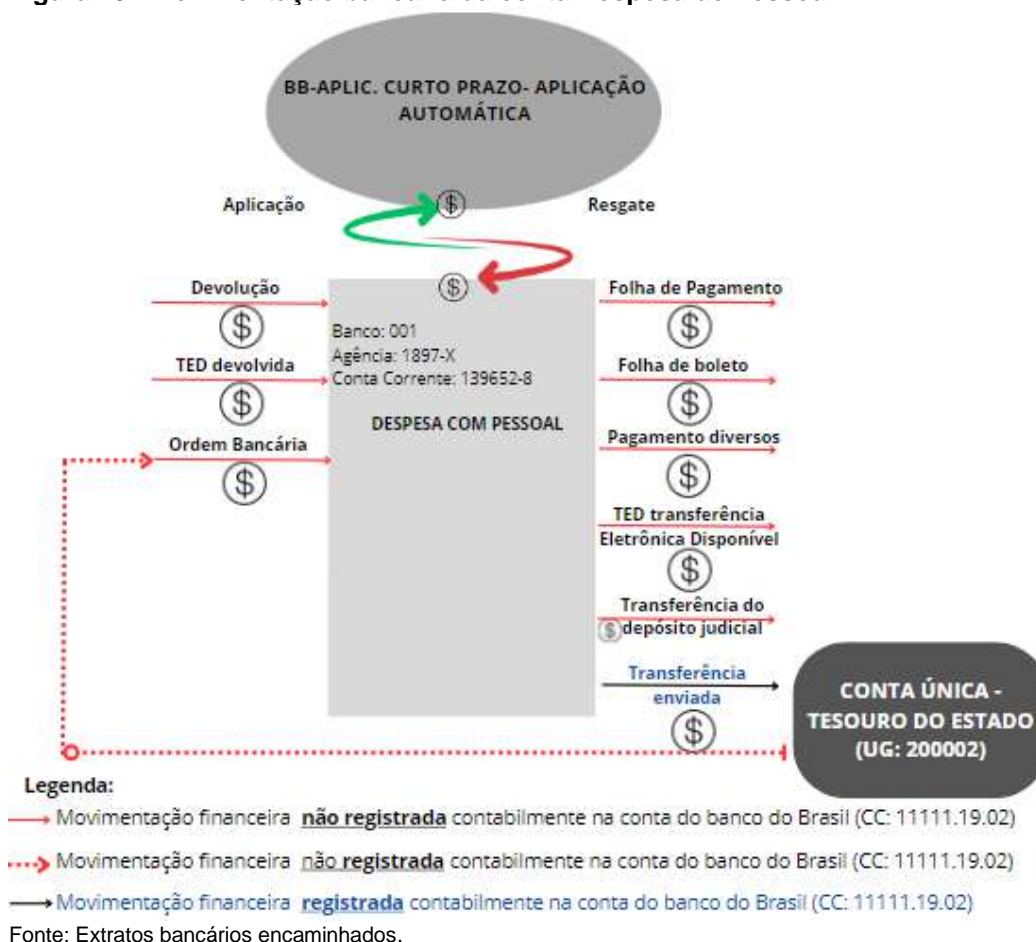 BB-APLIC. CURTO PRAZO- APLICAÇÃO
AUTOMÁTICA
Aplicação
Resgate
Devolução
TED devolvida
Ordem Bancária
Banco: 001
Agência: 1897-X
Conta Corrente: 139652-8
DESPESA COM PESSOAL
Folha de Pagamento
Folha de boleto
Pagamento diversos
TED transferência
Eletrônica Disponível
Transferência do
depósito judicial
Transferência
enviada
CONTA ÚNICA -
TESOURO DO ESTADO
(UG: 200002)
Legenda:
Movimentação financeira não registrada contabilmente na conta do banco do Brasil (CC: 11111.19.02)
Movimentação financeira não registrada contabilmente na conta do banco do Brasil (CC: 11111.19.02)
Movimentação financeira registrada contabilmente na conta do banco do Brasil (CC: 11111.19.02)
Fonte: Extratos bancários encaminhados.